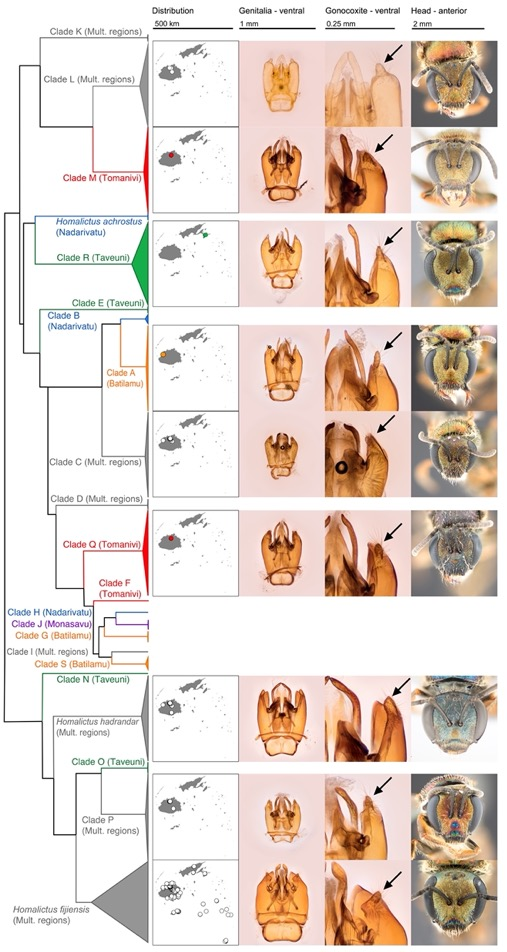 Distribution
Genitalia - ventral
Gonocoxite - ventral
Head - anterior
500 km
1 mm
0.25 mm
2 mm
Clade K (Mult. regions)
Clade L (Mult. regions)
Clade M (Tomanivi)
Homalictus achrostus
(Nadarivatu)
Clade R (Taveuni)
Clade E (Taveuni)
Clade B
(Nadarivatu)
Clade A
(Batilamu)
Clade C (Mult. regions)
Clade D (Mult. regions)
Clade Q (Tomanivi)
Clade F
(Tomanivi)
Clade H (Nadarivatu)
Clade J (Monasavu)
Clade G (Batilamu)
Clade I (Mult. regions)
Clade S (Batilamu)
Clade N (Taveuni)
Homalictus hadrandar
(Mult. regions)
Clade O (Taveuni)
Clade P
(Mult. regions)
Homalictus fijiensis
(Mult. regions)